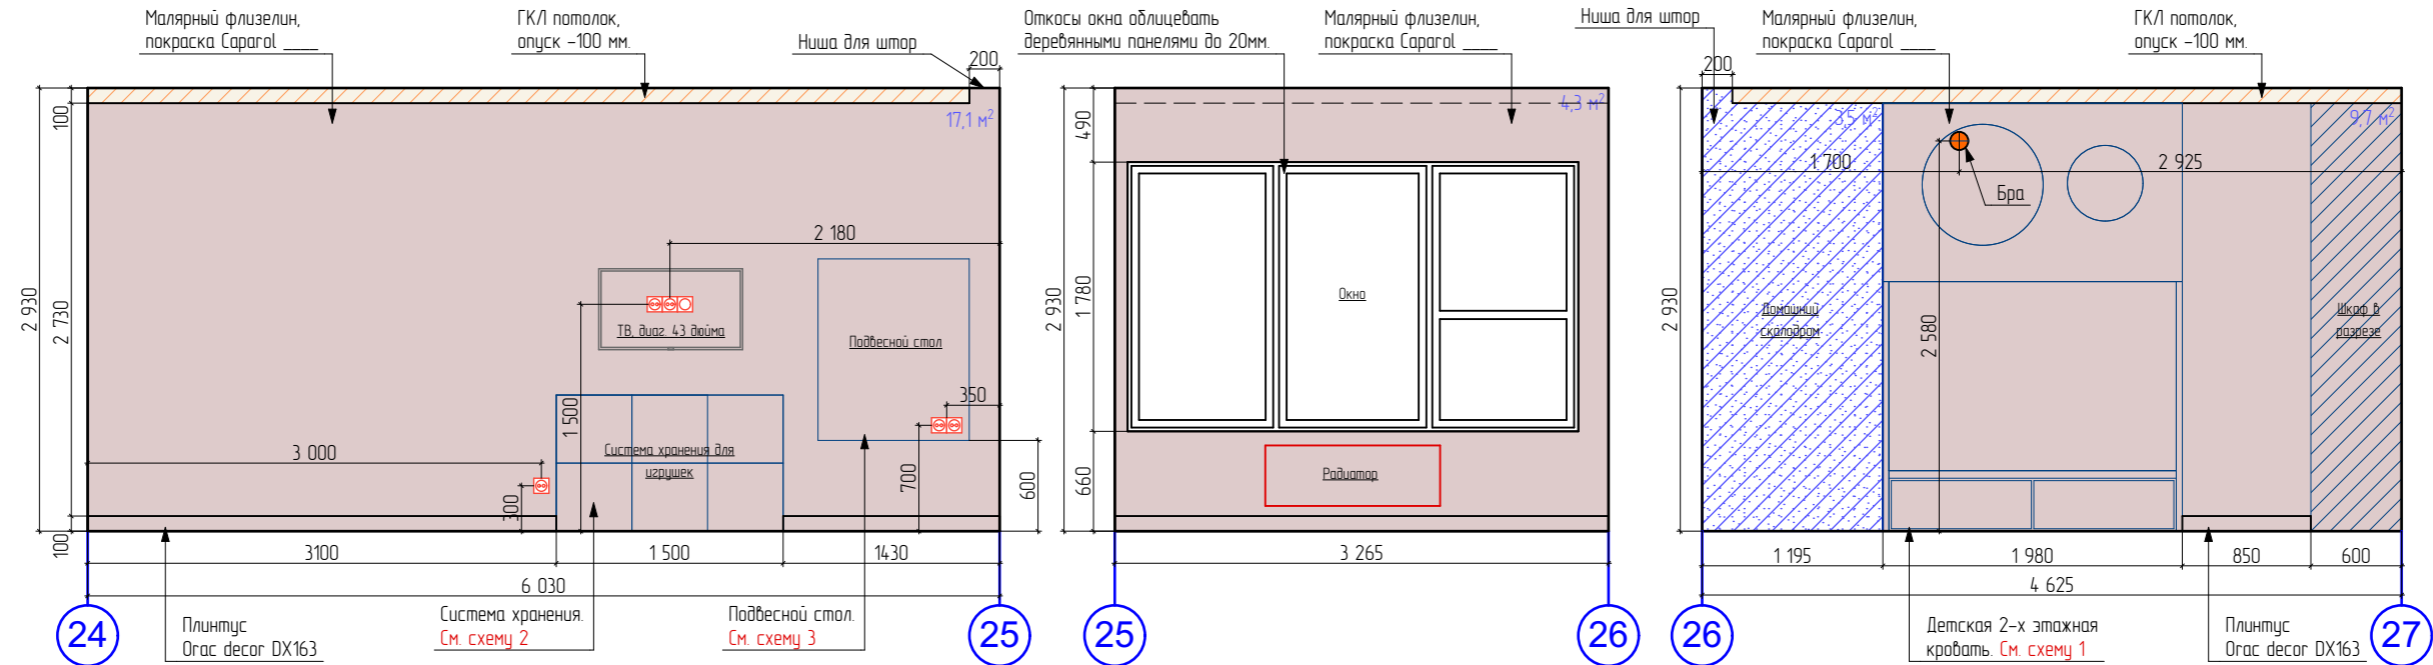 Малярный флизелин,
покраска Caparol ____
ГКЛ потолок,
опуск -100 мм.
Ниша для штор
200
17,1 м²
100
2 930
2 730
100
2 180
ТВ, диаг. 43 дюйма
Подвесной стол
1 500
350
3 000
Система хранения для
игрушек
300
700
600
3100
1 500
1430
6 030
24
25
Плинтус
Orac decor DX163
Система хранения.
См. схему 2
Подвесной стол.
См. схему 3
Откосы окна облицевать
деревянными панелями до 20мм.
Малярный флизелин,
покраска Caparol ____
4,3 м²
490
2 930
1 780
660
Окно
Радиатор
3 265
25
26
Ниша для штор
Малярный флизелин,
покраска Caparol ____
ГКЛ потолок,
опуск -100 мм.
200
3,5 м²
9,7 м²
1 700
2 925
Бра
2 930
2 580
Домашний
скалодром
Шкаф в
разрезе
1 195
1 980
850
600
4 625
26
27
Детская 2-х этажная
кровать. См. схему 1
Плинтус
Orac decor DX163